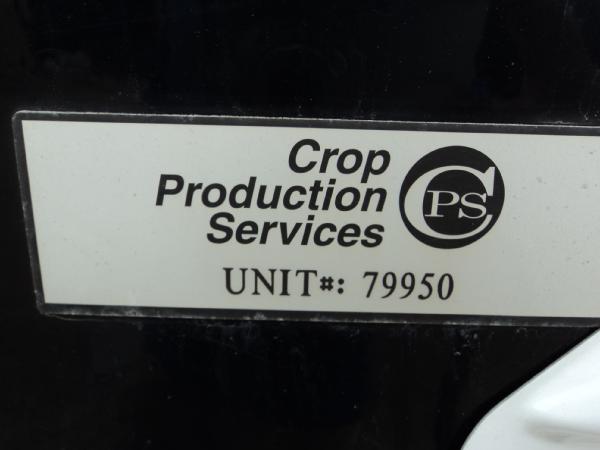 Crop
Production
Services
CPS
UNIT#: 79950